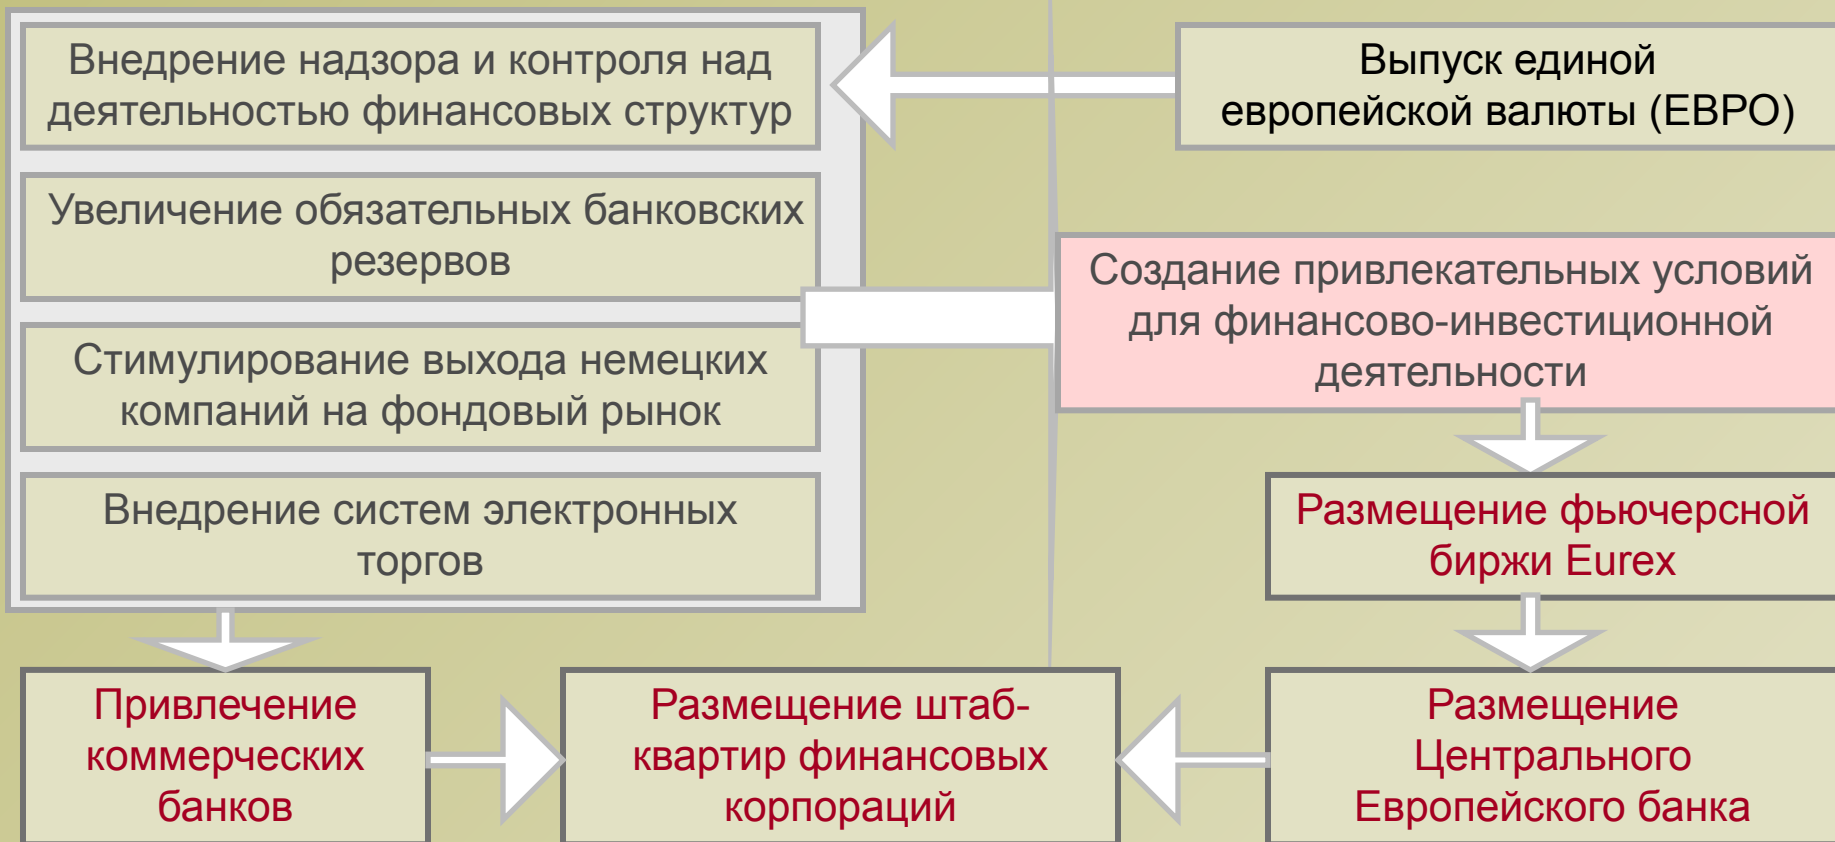 Внедрение надзора и контроля над
деятельностью финансовых структур
Выпуск единой
европейской валюты (ЕВРО)
Увеличение обязательных банковских
резервов
Создание привлекательных условий
для финансово-инвестиционной
деятельности
Стимулирование выхода немецких
компаний на фондовый рынок
Внедрение систем электронных
торгов
Размещение фьючерсной
биржи Eurex
Привлечение
коммерческих
банков
Размещение штаб-
квартир финансовых
корпораций
Размещение
Центрального
Европейского банка